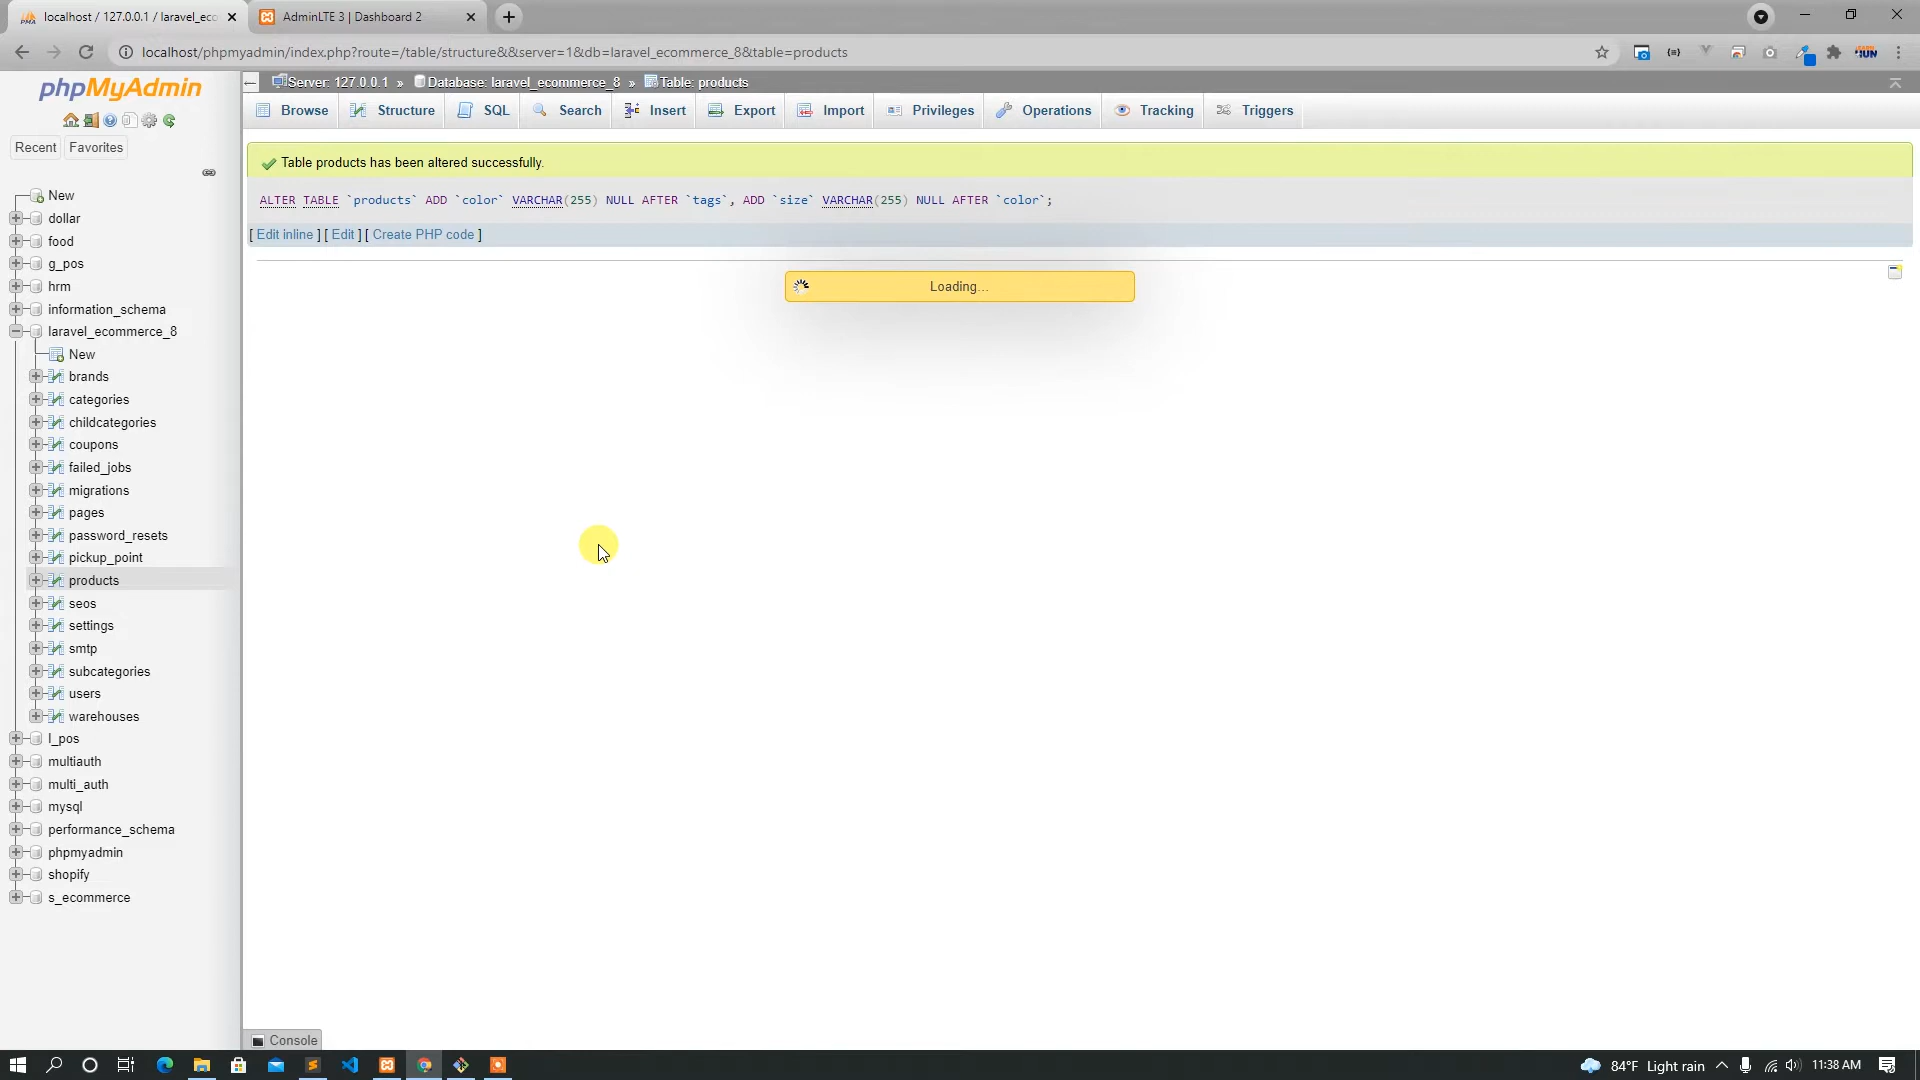 localhost / 127.0.0.1 / laravel_eco
AdminLTE 3 | Dashboard 2
localhost/phpmyadmin/index.php?route=/table/structure&&server=1&db=laravel_ecommerce_8&table=products
phpMyAdmin
Server: 127.0.0.1 » Database: laravel_ecommerce_8 » Table: products
Browse Structure SQL Search Insert Export Import Privileges Operations Tracking Triggers
Recent Favorites
Table products has been altered successfully.
ALTER TABLE `products` ADD `color` VARCHAR(255) NULL AFTER `tags`, ADD `size` VARCHAR(255) NULL AFTER `color`;
[ Edit inline ] [ Edit ] [ Create PHP code ]
Loading...
New
dollar
food
g_pos
hrm
information_schema
laravel_ecommerce_8
New
brands
categories
childcategories
coupons
failed_jobs
migrations
pages
password_resets
pickup_point
products
seos
settings
smtp
subcategories
users
warehouses
l_pos
multiauth
multi_auth
mysql
performance_schema
phpmyadmin
shopify
s_ecommerce
Console
84°F Light rain 11:38 AM